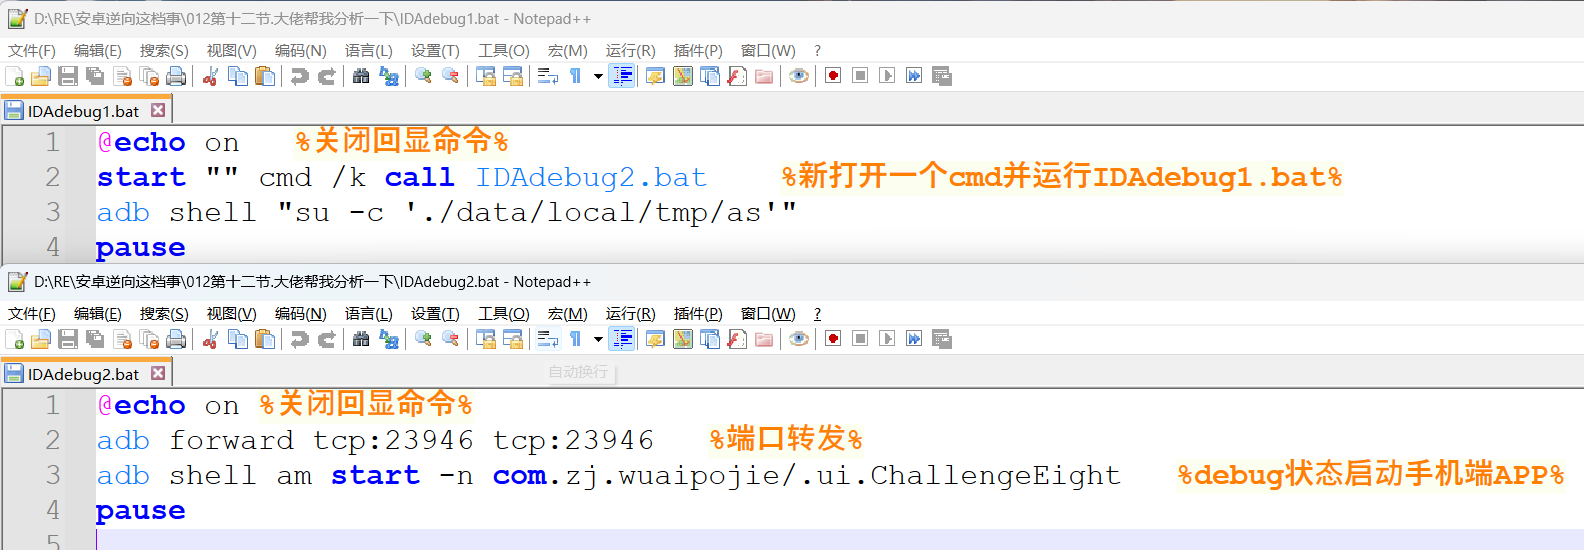 D:\RE\安卓逆向这档事\012第十二节.大佬帮我分析一下\IDAdebug1.bat - Notepad++
文件(F) 编辑(E) 搜索(S) 视图(V) 编码(N) 语言(L) 设置(T) 工具(O) 宏(M) 运行(R) 插件(P) 窗口(W) ?
IDAdebug1.bat
1 @echo on %关闭回显命令%
2 start "" cmd /k call IDAdebug2.bat %新打开一个cmd并运行IDAdebug1.bat%
3 adb shell "su -c './data/local/tmp/as'"
4 pause
D:\RE\安卓逆向这档事\012第十二节.大佬帮我分析一下\IDAdebug2.bat - Notepad++
文件(F) 编辑(E) 搜索(S) 视图(V) 编码(N) 语言(L) 设置(T) 工具(O) 宏(M) 运行(R) 插件(P) 窗口(W) ?
IDAdebug2.bat
自动换行
1 @echo on %关闭回显命令%
2 adb forward tcp:23946 tcp:23946 %端口转发%
3 adb shell am start -n com.zj.wuaipojie/.ui.ChallengeEight %debug状态启动手机端APP%
4 pause
5